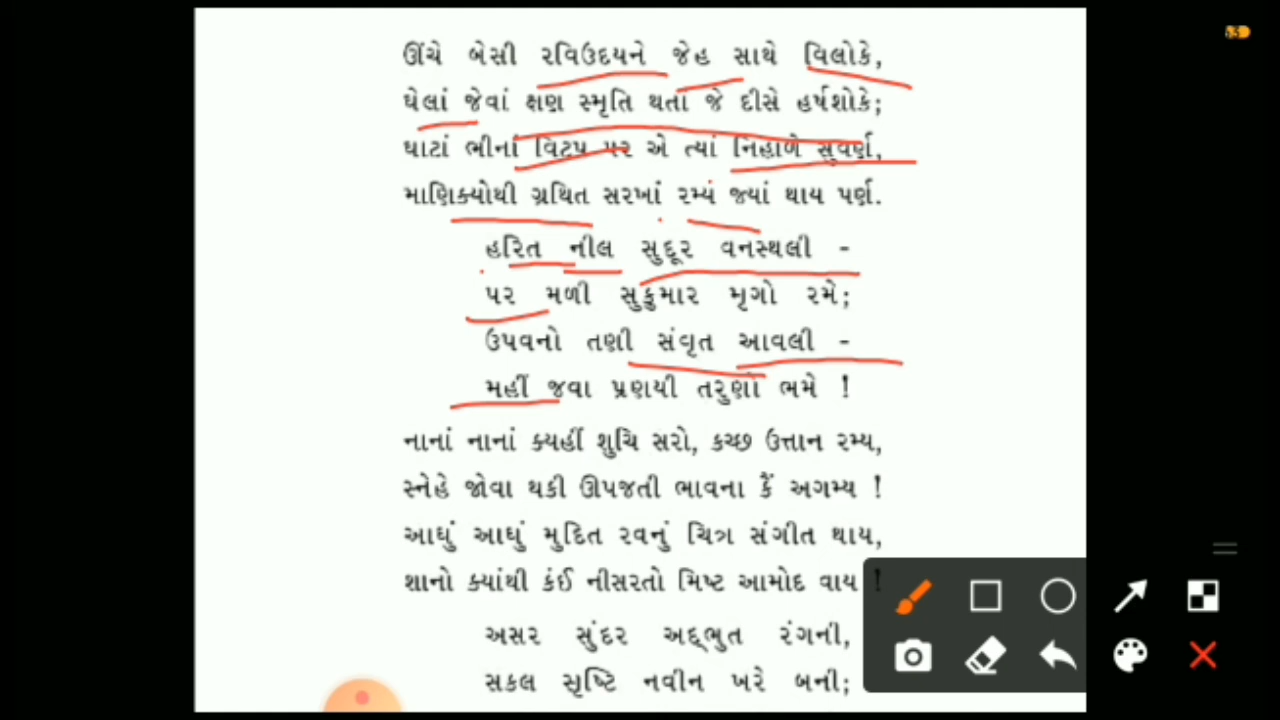 ઊંચે બેસી રવિઉદયને જેહ સાથે વિલોકે,
ઘેલાં જેવાં ક્ષણ સ્મૃતિ થતાં જે દીસે હર્ષશોકે;
ઘાટાં ભીનાં વિટપ પર એ ત્યાં નિહાળે સુવર્ણ,
માણિક્યોથી ગ્રથિત સરખાં રમ્ય જ્યાં થાય પર્ણ.
હરિત નીલ સુદૂર વનસ્થલી -
પર મળી સુકુમાર મૃગો રમે;
ઉપવનો તણી સંવૃત આવલી -
મહીં જવા પ્રણયી તરુણો ભમે !
નાનાં નાનાં ક્યહીં શુચિ સરો, કચ્છ ઉત્તાન રમ્ય,
સ્નેહે જોવા થકી ઊપજતી ભાવના કૈં અગમ્ય !
આઘું આઘું મુદિત રવનું ચિત્ર સંગીત થાય,
શાનો ક્યાંથી કંઈ નીસરતો મિષ્ટ આમોદ વાય !
અસર સુંદર અદ્ભુત રંગની,
સકલ સૃષ્ટિ નવીન ખરે બની;